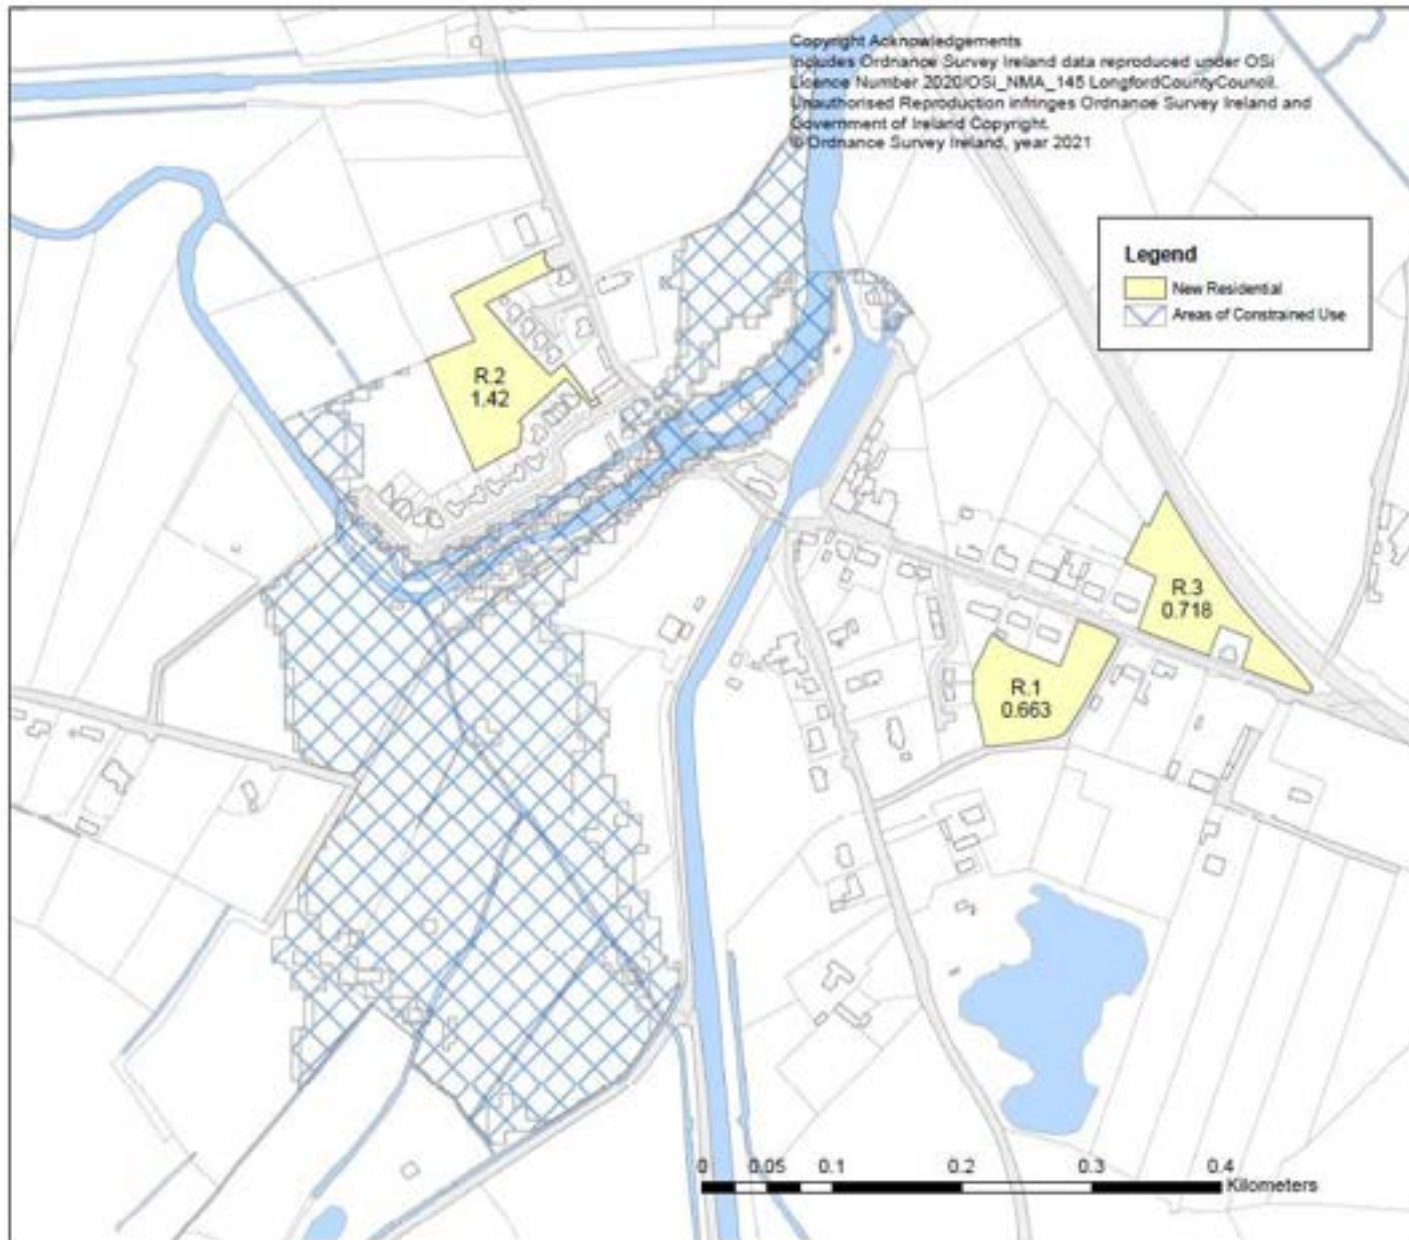 Copyright Acknowledgements
Includes Ordnance Survey Ireland data reproduced under OSi
Licence Number 2020/OSi_NMA_145 LongfordCountyCouncil.
Unauthorised Reproduction infringes Ordnance Survey Ireland and
Government of Ireland Copyright.
© Ordnance Survey Ireland, year 2021
Legend
New Residential
Areas of Constrained Use
R.2
1.42
R.3
0.718
R.1
0.663
0 0.05 0.1 0.2 0.3 0.4
Kilometers